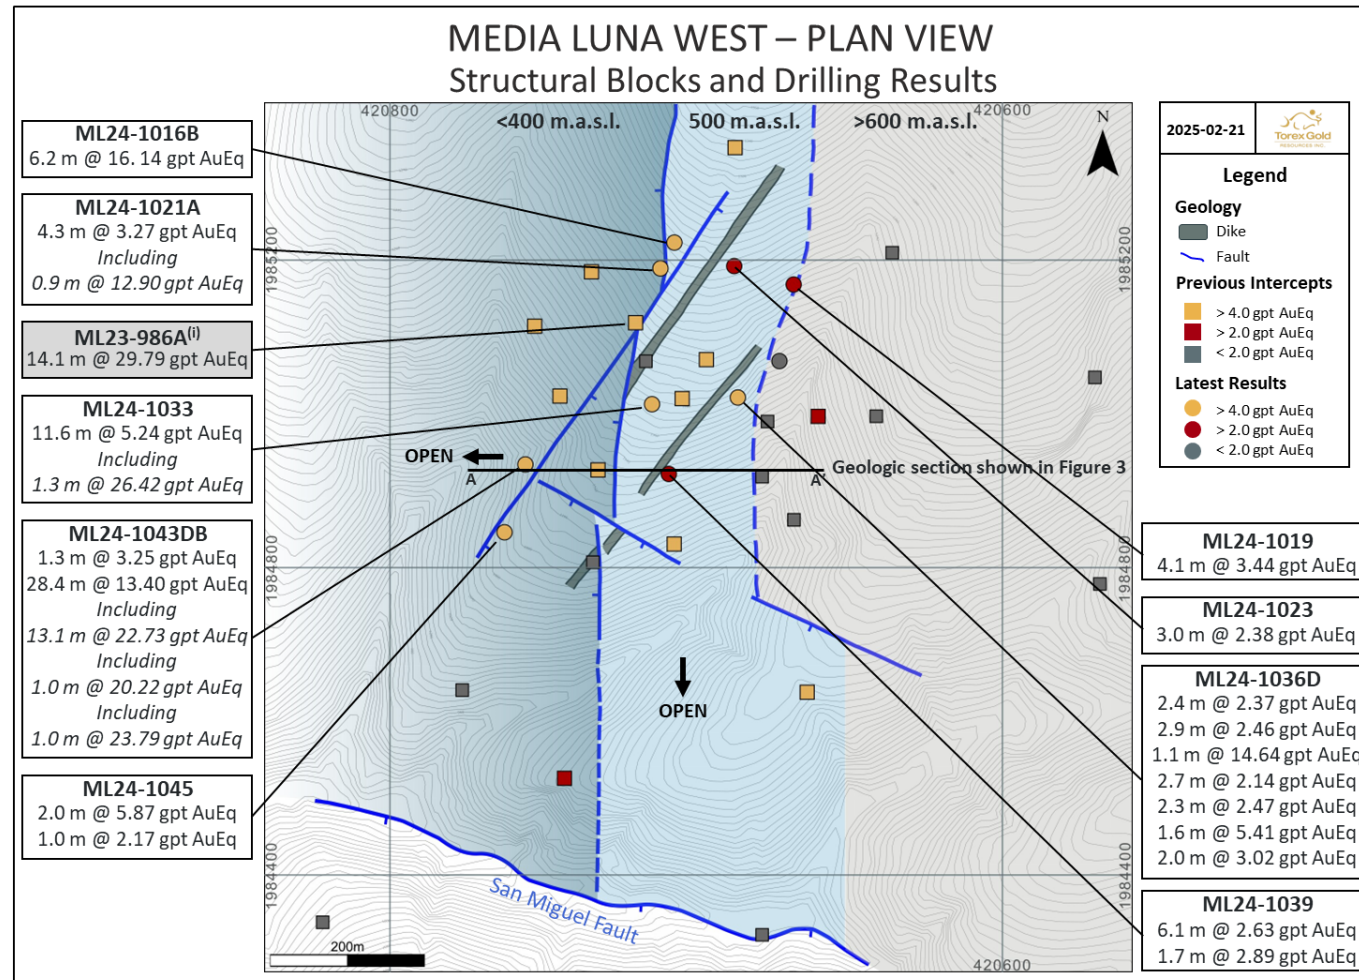 MEDIA LUNA WEST – PLAN VIEW
Structural Blocks and Drilling Results
420800
<400 m.a.s.l.
500 m.a.s.l.
>600 m.a.s.l.
420600
N
1985200
1985200
1984800
1984800
1984400
1984400
420600
ML24-1016B
6.2 m @ 16. 14 gpt AuEq
ML24-1021A
4.3 m @ 3.27 gpt AuEq
Including
0.9 m @ 12.90 gpt AuEq
ML23-986A(i)
14.1 m @ 29.79 gpt AuEq
ML24-1033
11.6 m @ 5.24 gpt AuEq
Including
1.3 m @ 26.42 gpt AuEq
ML24-1043DB
1.3 m @ 3.25 gpt AuEq
28.4 m @ 13.40 gpt AuEq
Including
13.1 m @ 22.73 gpt AuEq
Including
1.0 m @ 20.22 gpt AuEq
Including
1.0 m @ 23.79 gpt AuEq
ML24-1045
2.0 m @ 5.87 gpt AuEq
1.0 m @ 2.17 gpt AuEq
OPEN
A
A'
Geologic section shown in Figure 3
OPEN
San Miguel Fault
200m
2025-02-21
Torex Gold
RESOURCES INC.
Legend
Geology
Dike
Fault
Previous Intercepts
> 4.0 gpt AuEq
> 2.0 gpt AuEq
< 2.0 gpt AuEq
Latest Results
> 4.0 gpt AuEq
> 2.0 gpt AuEq
< 2.0 gpt AuEq
ML24-1019
4.1 m @ 3.44 gpt AuEq
ML24-1023
3.0 m @ 2.38 gpt AuEq
ML24-1036D
2.4 m @ 2.37 gpt AuEq
2.9 m @ 2.46 gpt AuEq
1.1 m @ 14.64 gpt AuEq
2.7 m @ 2.14 gpt AuEq
2.3 m @ 2.47 gpt AuEq
1.6 m @ 5.41 gpt AuEq
2.0 m @ 3.02 gpt AuEq
ML24-1039
6.1 m @ 2.63 gpt AuEq
1.7 m @ 2.89 gpt AuEq